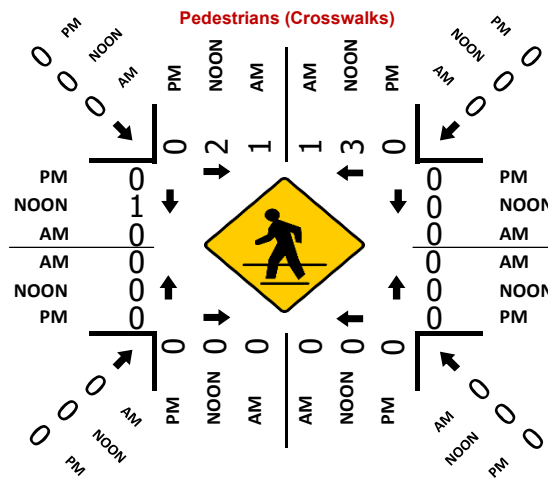 Pedestrians (Crosswalks)
0 PM
0 NOON
0 AM
PM NOON AM AM NOON PM
0 PM
0 NOON
0 AM
0 2 1 1 3 0
PM 0 0 PM
NOON 1 0 NOON
AM 0 0 AM
AM 0 0 AM
NOON 0 0 NOON
PM 0 0 PM
0 0 0 0 0 0
PM NOON AM AM NOON PM
0 AM
0 NOON
0 PM
AM 0
NOON 0
PM 0